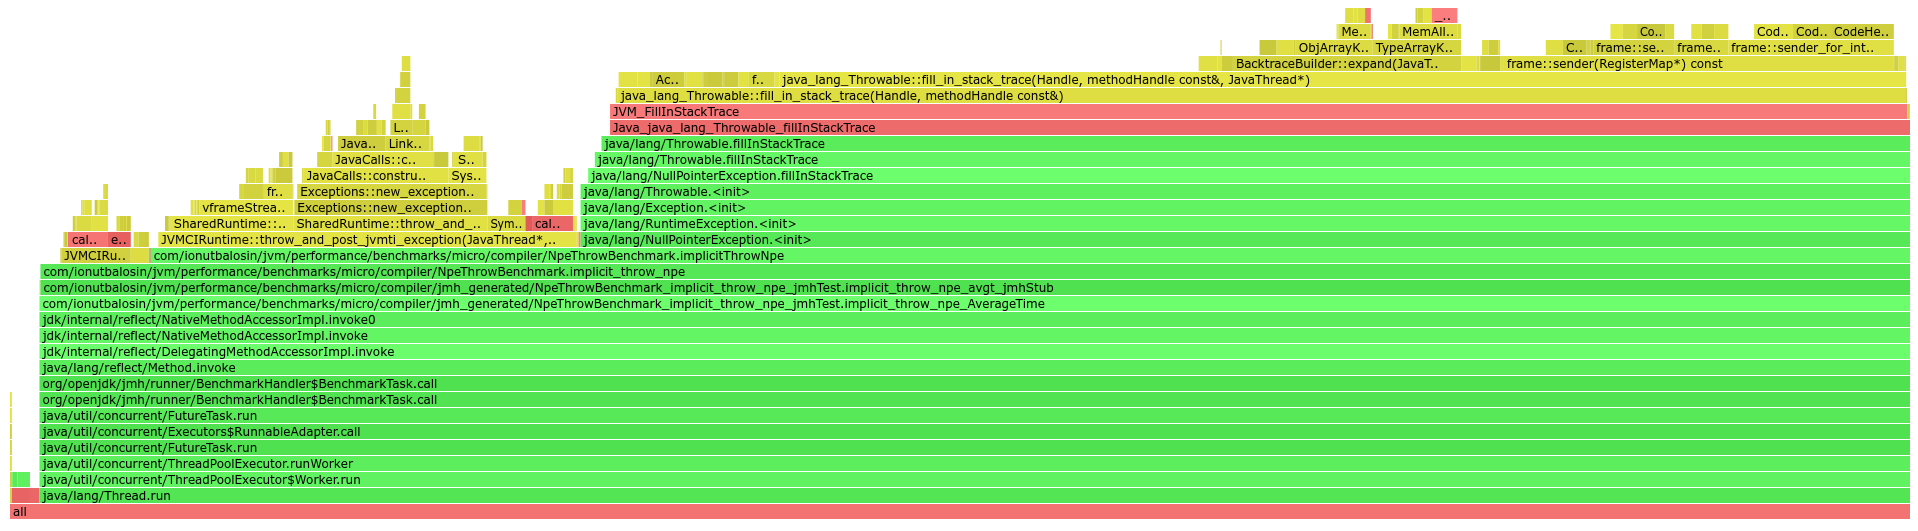 _..
Me.. MemAll.. Co.. Cod.. Cod.. CodeHe..
ObjArrayK.. TypeArrayK.. C.. frame::se.. frame.. frame::sender_for_int..
BacktraceBuilder::expand(JavaT.. frame::sender(RegisterMap*) const
Ac.. f.. java_lang_Throwable::fill_in_stack_trace(Handle, methodHandle const&, JavaThread*)
java_lang_Throwable::fill_in_stack_trace(Handle, methodHandle const&)
JVM_FillInStackTrace
L.. Java_java_lang_Throwable_fillInStackTrace
Java.. Link.. java/lang/Throwable.fillInStackTrace
JavaCalls::c.. S.. java/lang/Throwable.fillInStackTrace
JavaCalls::constru.. Sys.. java/lang/NullPointerException.fillInStackTrace
fr.. Exceptions::new_exception.. java/lang/Throwable.<init>
vframeStrea.. Exceptions::new_exception.. java/lang/Exception.<init>
SharedRuntime::.. SharedRuntime::throw_and_.. Sym.. cal.. java/lang/RuntimeException.<init>
cal.. e.. JVMCIRuntime::throw_and_post_jvmti_exception(JavaThread*,.. java/lang/NullPointerException.<init>
JVMCIRu.. com/ionutbalosin/jvm/performance/benchmarks/micro/compiler/NpeThrowBenchmark.implicitThrowNpe
com/ionutbalosin/jvm/performance/benchmarks/micro/compiler/NpeThrowBenchmark.implicit_throw_npe
com/ionutbalosin/jvm/performance/benchmarks/micro/compiler/jmh_generated/NpeThrowBenchmark_implicit_throw_npe_jmhTest.implicit_throw_npe_avgt_jmhStub
com/ionutbalosin/jvm/performance/benchmarks/micro/compiler/jmh_generated/NpeThrowBenchmark_implicit_throw_npe_jmhTest.implicit_throw_npe_AverageTime
jdk/internal/reflect/NativeMethodAccessorImpl.invoke0
jdk/internal/reflect/NativeMethodAccessorImpl.invoke
jdk/internal/reflect/DelegatingMethodAccessorImpl.invoke
java/lang/reflect/Method.invoke
org/openjdk/jmh/runner/BenchmarkHandler$BenchmarkTask.call
org/openjdk/jmh/runner/BenchmarkHandler$BenchmarkTask.call
java/util/concurrent/FutureTask.run
java/util/concurrent/Executors$RunnableAdapter.call
java/util/concurrent/FutureTask.run
java/util/concurrent/ThreadPoolExecutor.runWorker
java/util/concurrent/ThreadPoolExecutor$Worker.run
java/lang/Thread.run
all